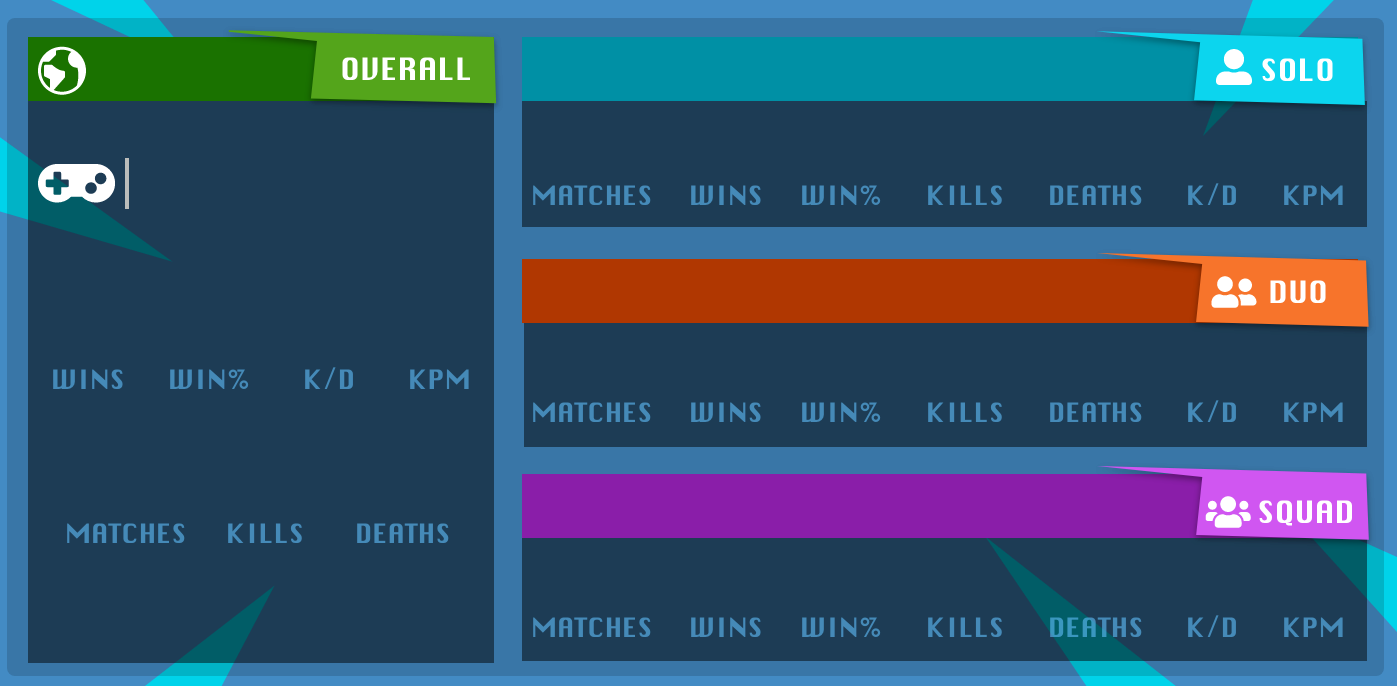 OVERALL
WINS WIN% K/D KPM
MATCHES KILLS DEATHS
SOLO
MATCHES WINS WIN% KILLS DEATHS K/D KPM
DUO
MATCHES WINS WIN% KILLS DEATHS K/D KPM
SQUAD
MATCHES WINS WIN% KILLS DEATHS K/D KPM